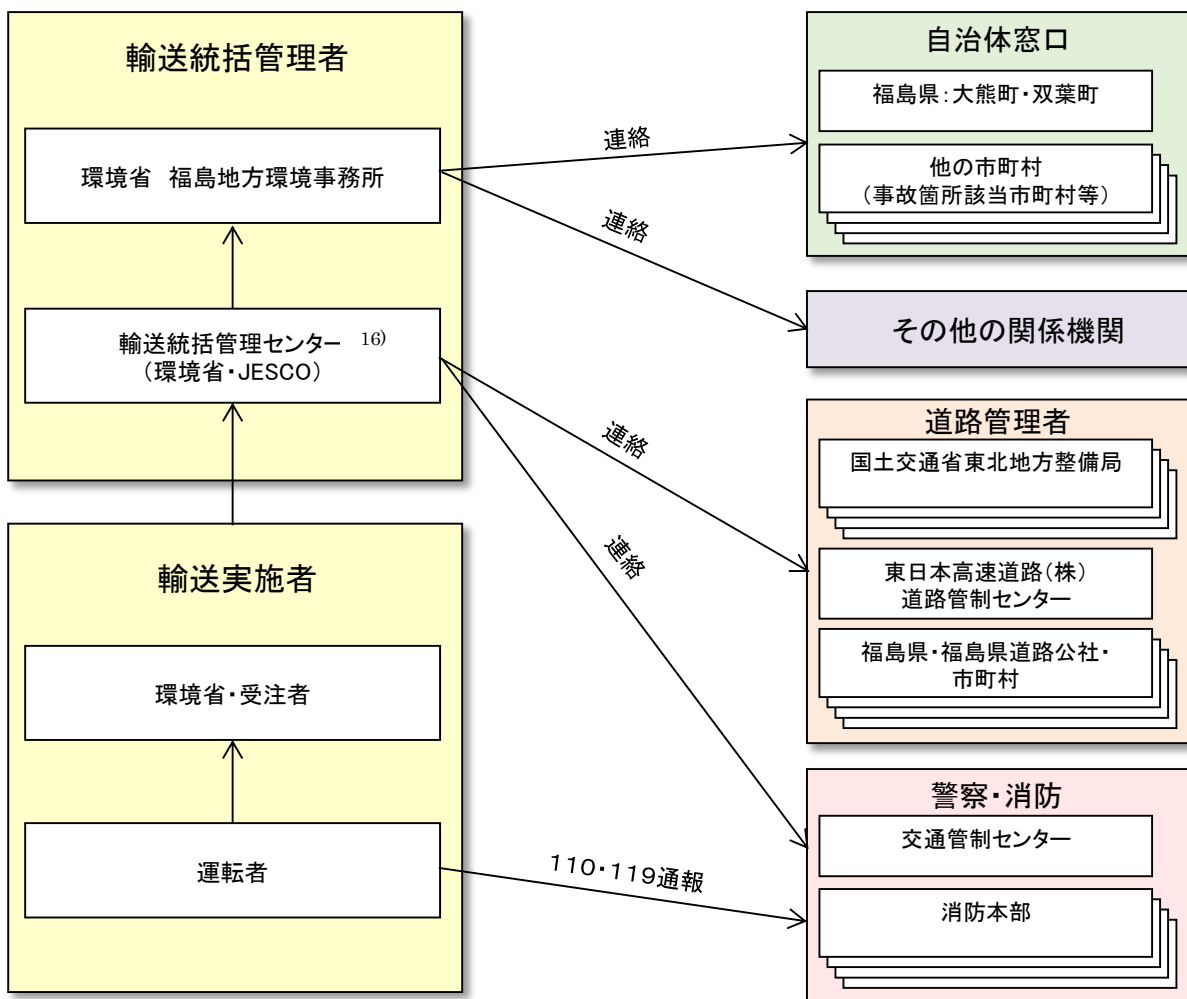 輸送統括管理者
環境省 福島地方環境事務所
輸送統括管理センター 16)
（環境省・JESCO）
輸送実施者
環境省・受注者
運転者
連絡
連絡
連絡
連絡
110・119通報
自治体窓口
福島県：大熊町・双葉町
他の市町村
（事故箇所該当市町村等）
その他の関係機関
道路管理者
国土交通省東北地方整備局
東日本高速道路（株）
道路管制センター
福島県・福島県道路公社・
市町村
警察・消防
交通管制センター
消防本部